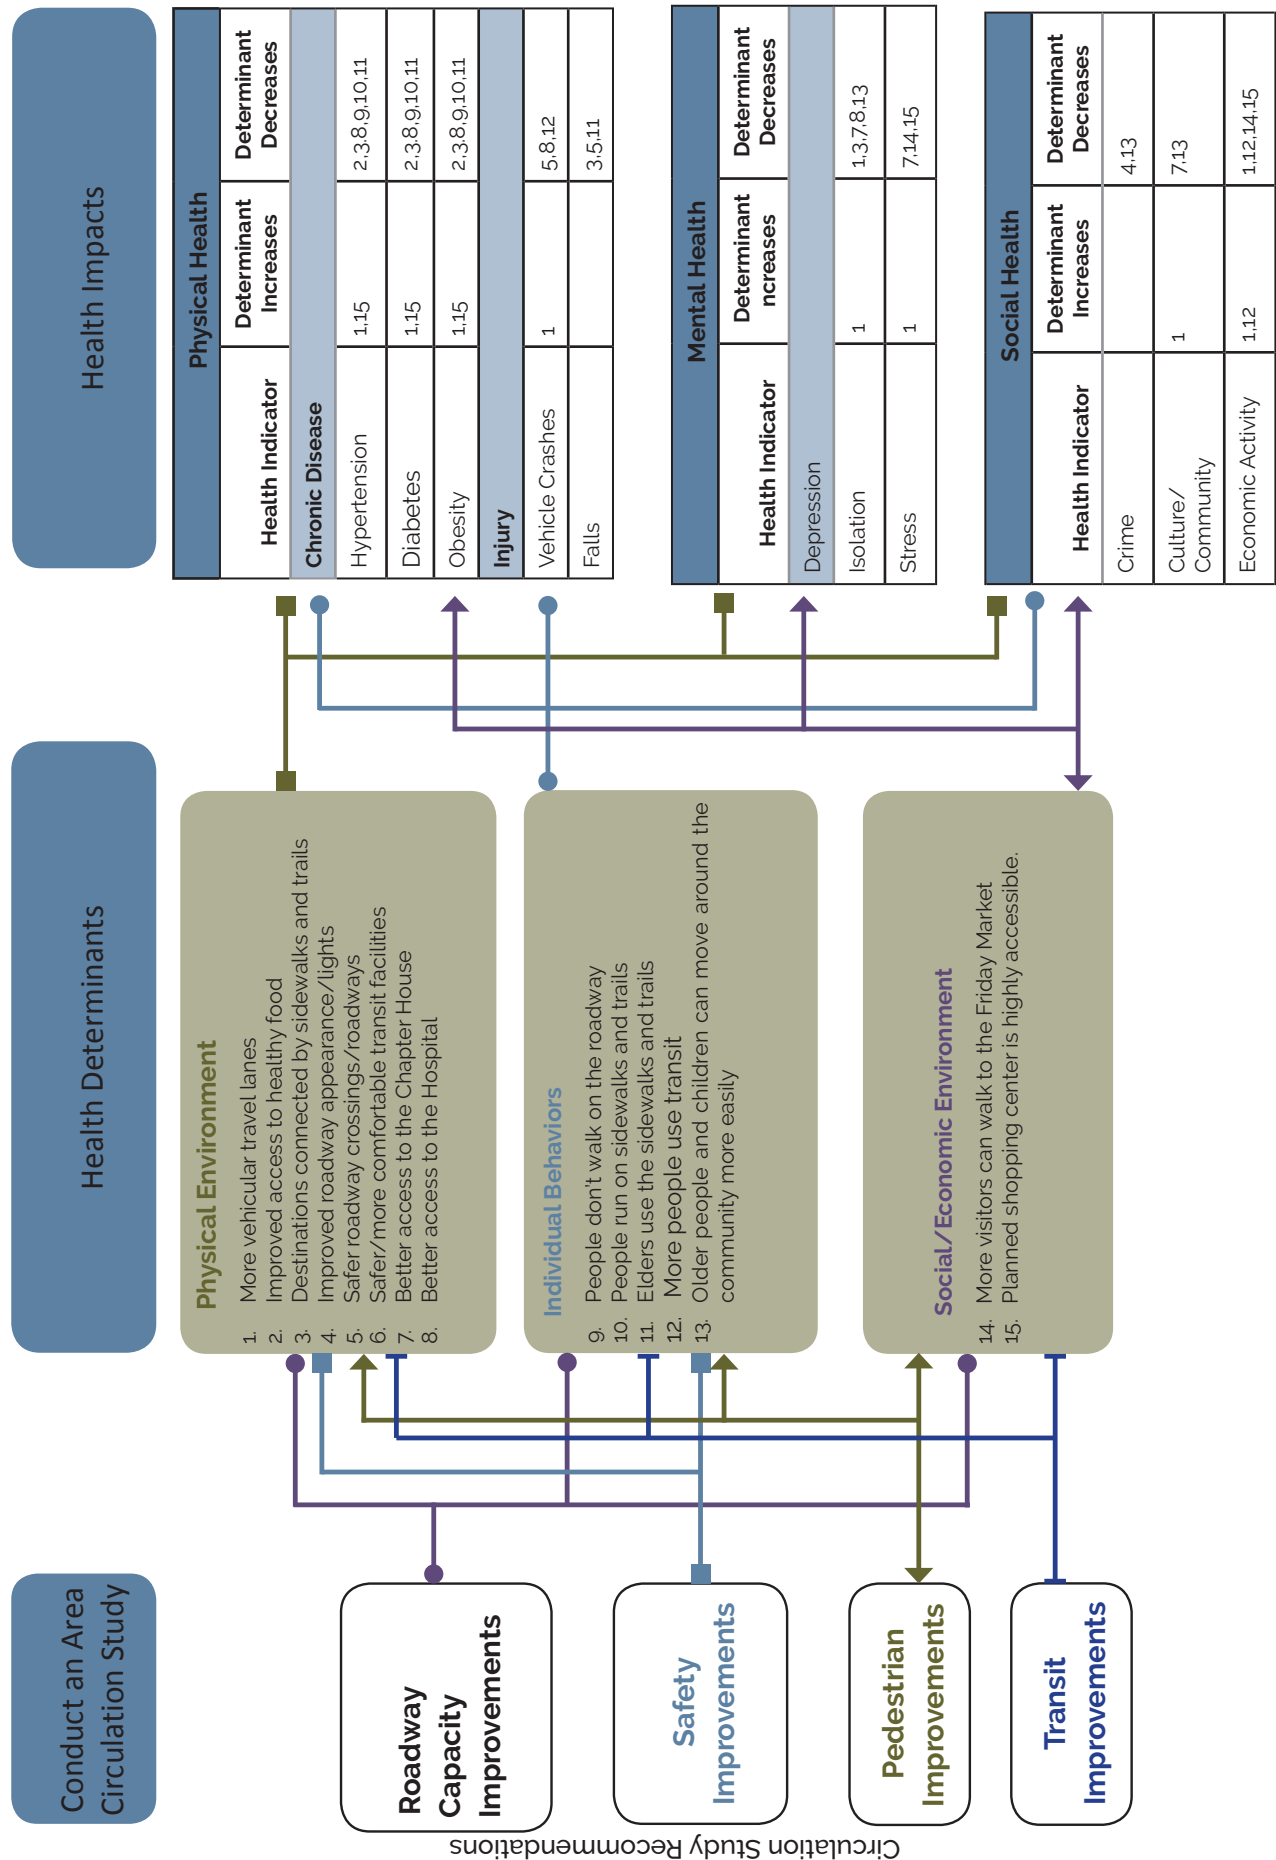 Conduct an Area
Circulation Study
Health Determinants
Health Impacts
Circulation Study Recommendations
Roadway
Capacity
Improvements
Safety
Improvements
Pedestrian
Improvements
Transit
Improvements
Physical Environment
1. More vehicular travel lanes
2. Improved access to healthy food
3. Destinations connected by sidewalks and trails
4. Improved roadway appearance/lights
5. Safer roadway crossings/roadways
6. Safer/more comfortable transit facilities
7. Better access to the Chapter House
8. Better access to the Hospital
Individual Behaviors
9. People don't walk on the roadway
10. People run on sidewalks and trails
11. Elders use the sidewalks and trails
12. More people use transit
13. Older people and children can move around the
community more easily
Social/Economic Environment
14. More visitors can walk to the Friday Market
15. Planned shopping center is highly accessible.
Physical Health
Health Indicator Determinant Increases Determinant Decreases
Chronic Disease
Hypertension 1,15 2,3,8,9,10,11
Diabetes 1,15 2,3,8,9,10,11
Obesity 1,15 2,3,8,9,10,11
Injury
Vehicle Crashes 1 5,8,12
Falls 3,5,11
Mental Health
Health Indicator Determinant ncreases Determinant Decreases
Depression
Isolation 1 1,3,7,8,13
Stress 1 7,14,15
Social Health
Health Indicator Determinant Increases Determinant Decreases
Crime 4,13
Culture/
Community 1 7,13
Economic Activity 1,12 1,12,14,15